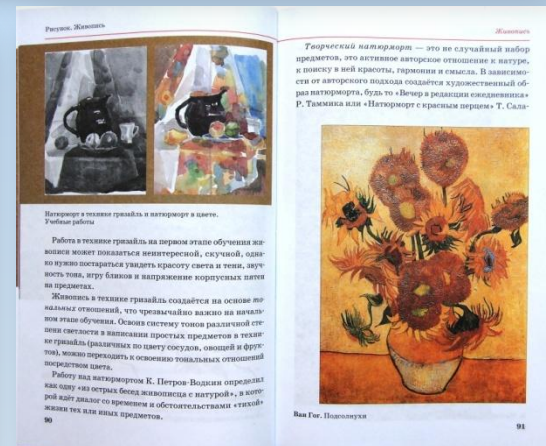 Рисунок. Живопись
Натюрморт в технике гризайль и натюрморт в цвете.
Учебные работы
Работа в технике гризайль на первом этапе обучения жи-
вописи может показаться неинтересной, скучной, одна-
ко нужно постараться увидеть красоту света и тени, звуч-
ность тона, игру бликов и напряжение корпусных пятен
на предметах.
Живопись в технике гризайль создаётся на основе то-
нальных отношений, что чрезвычайно важно на началь-
ном этапе обучения. Освоив систему тонов различной сте-
пени светлости в написании простых предметов в техни-
ке гризайль (различных по цвету сосудов, овощей и фрук-
тов), можно переходить к освоению тональных отношений
посредством цвета.
Работу над натюрмортом К. Петров-Водкин определил
как одну «из острых бесед живописца с натурой», в кото-
рой идёт диалог со временем и обстоятельствами «тихой»
жизни тех или иных предметов.
90
Живопись
Творческий натюрморт — это не случайный набор
предметов, это активное авторское отношение к натуре,
к поиску в ней красоты, гармонии и смысла. В зависимо-
сти от авторского подхода создаётся художественный об-
раз натюрморта, будь то «Вечер в редакции ежедневника»
Р. Таммика или «Натюрморт с красным перцем» Т. Сала-
Ван Гог. Подсолнухи
91